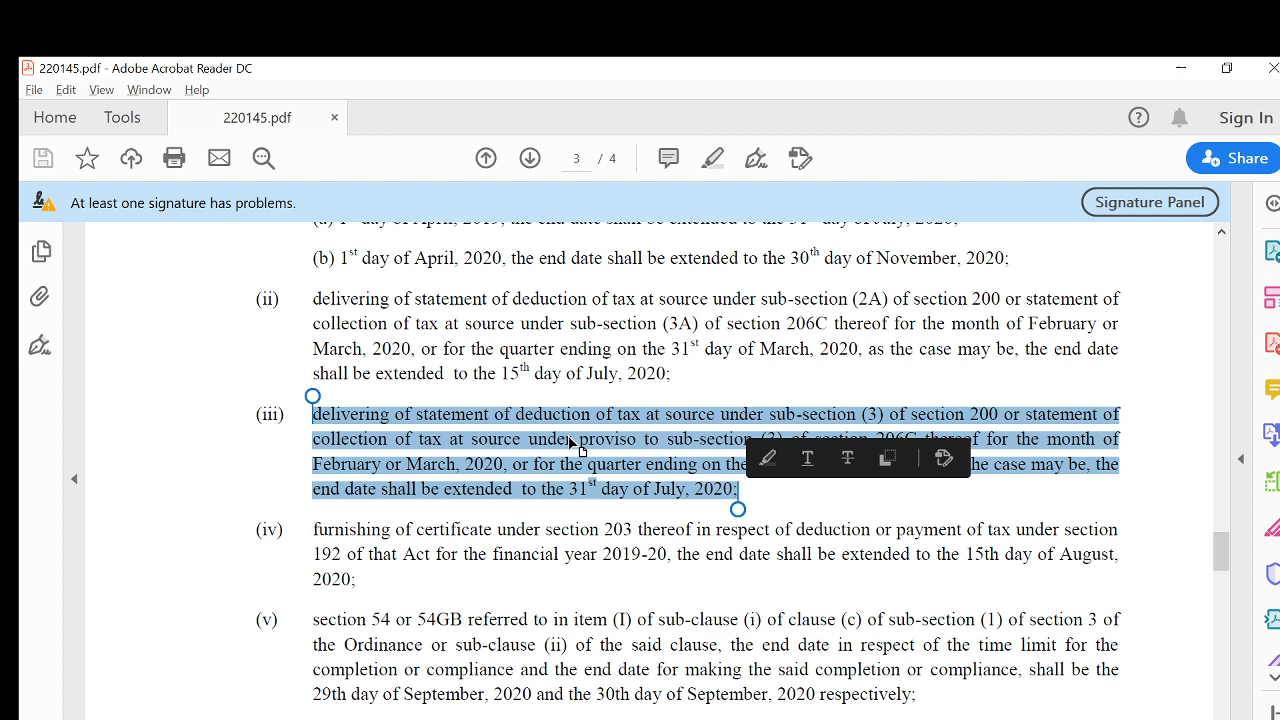 220145.pdf - Adobe Acrobat Reader DC
File Edit View Window Help
Home Tools 220145.pdf × Sign In
3 / 4 Share
At least one signature has problems. Signature Panel
(b) 1st day of April, 2020, the end date shall be extended to the 30th day of November, 2020;
(ii) delivering of statement of deduction of tax at source under sub-section (2A) of section 200 or statement of
collection of tax at source under sub-section (3A) of section 206C thereof for the month of February or
March, 2020, or for the quarter ending on the 31st day of March, 2020, as the case may be, the end date
shall be extended to the 15th day of July, 2020;
(iii) delivering of statement of deduction of tax at source under sub-section (3) of section 200 or statement of
collection of tax at source under proviso to sub-section (3) of section 206C thereof for the month of
February or March, 2020, or for the quarter ending on the he case may be, the
end date shall be extended to the 31st day of July, 2020;
(iv) furnishing of certificate under section 203 thereof in respect of deduction or payment of tax under section
192 of that Act for the financial year 2019-20, the end date shall be extended to the 15th day of August,
2020;
(v) section 54 or 54GB referred to in item (I) of sub-clause (i) of clause (c) of sub-section (1) of section 3 of
the Ordinance or sub-clause (ii) of the said clause, the end date in respect of the time limit for the
completion or compliance and the end date for making the said completion or compliance, shall be the
29th day of September, 2020 and the 30th day of September, 2020 respectively;